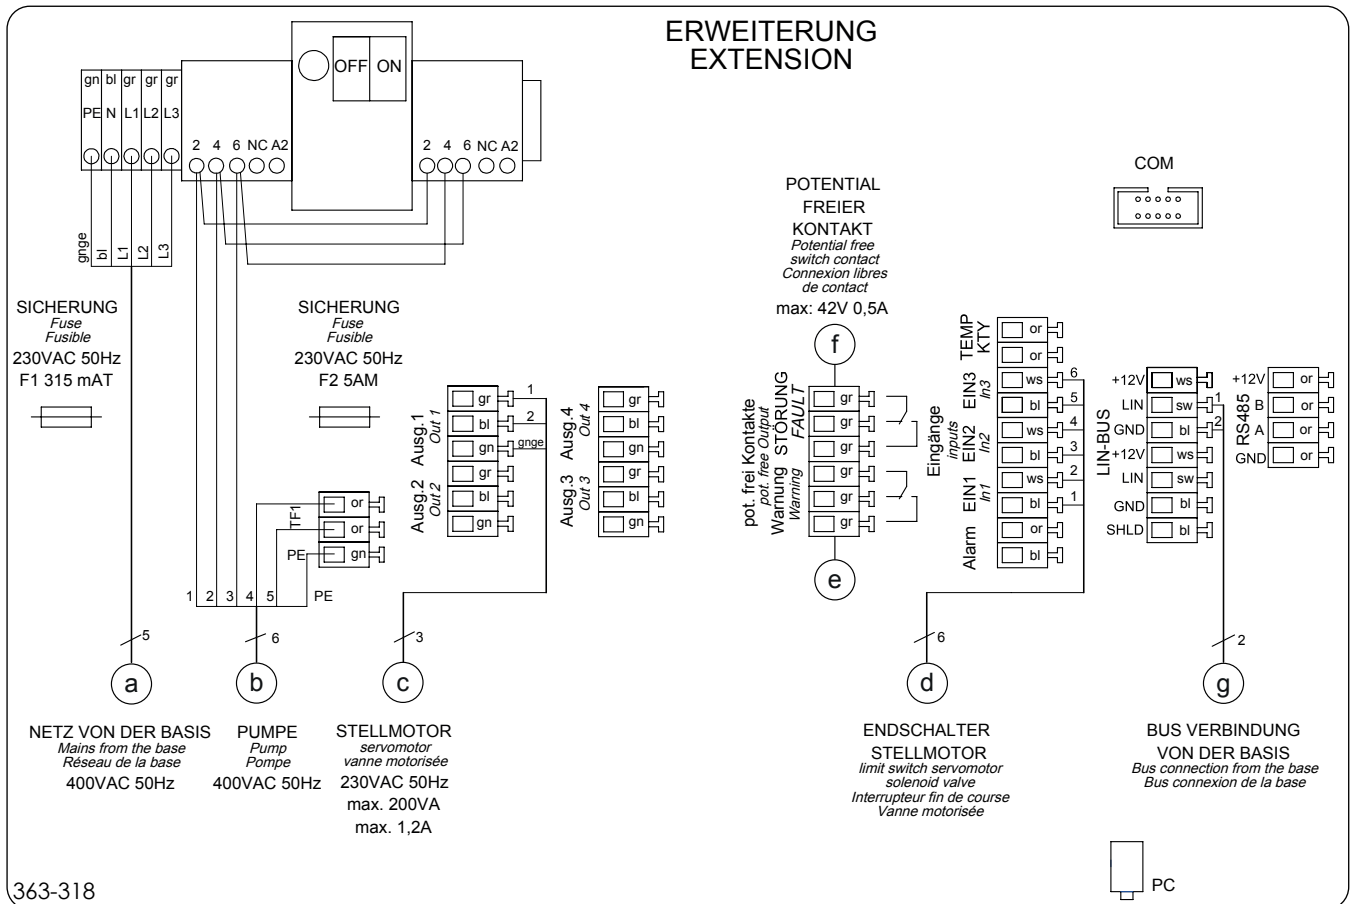 ERWEITERUNG
EXTENSION
OFF ON
gn bl gr gr gr
PE N L1 L2 L3
2 4 6 NC A2
2 4 6 NC A2
gnge bl L1 L2 L3
COM
POTENTIAL
FREIER
KONTAKT
Potential free
switch contact
Connexion libres
de contact
max: 42V 0,5A
f
SICHERUNG
Fuse
Fusible
230VAC 50Hz
F1 315 mAT
SICHERUNG
Fuse
Fusible
230VAC 50Hz
F2 5AM
Ausg.1
Out 1
Ausg.2
Out 2
gr 1
bl 2
gn gnge
gr
bl
gn
Ausg.4
Out 4
Ausg.3
Out 3
gr
bl
gn
gr
bl
gn
pot. frei Kontakte
pot. free Output
STÖRUNG
FAULT
Warnung
Warning
gr
gr
gr
gr
gr
e
Eingänge
inputs
TEMP
KTY
EIN3
In3
EIN2
In2
EIN1
In1
Alarm
or
or
ws 6
bl 5
ws 4
bl 3
ws 2
bl 1
or
bl
LIN-BUS
+12V ws
LIN sw 1
GND bl 2
+12V ws
LIN sw
GND bl
SHLD bl
RS485
+12V or
B or
A or
GND or
TF1
or
or
PE gn
1 2 3 4 5 PE
5
6
3
6
2
a
b
c
d
g
NETZ VON DER BASIS
Mains from the base
Réseau de la base
400VAC 50Hz
PUMPE
Pump
Pompe
400VAC 50Hz
STELLMOTOR
servomotor
vanne motorisée
230VAC 50Hz
max. 200VA
max. 1,2A
ENDSCHALTER
STELLMOTOR
limit switch servomotor
solenoid valve
Interrupteur fin de course
Vanne motorisée
BUS VERBINDUNG
VON DER BASIS
Bus connection from the base
Bus connexion de la base
PC
363-318